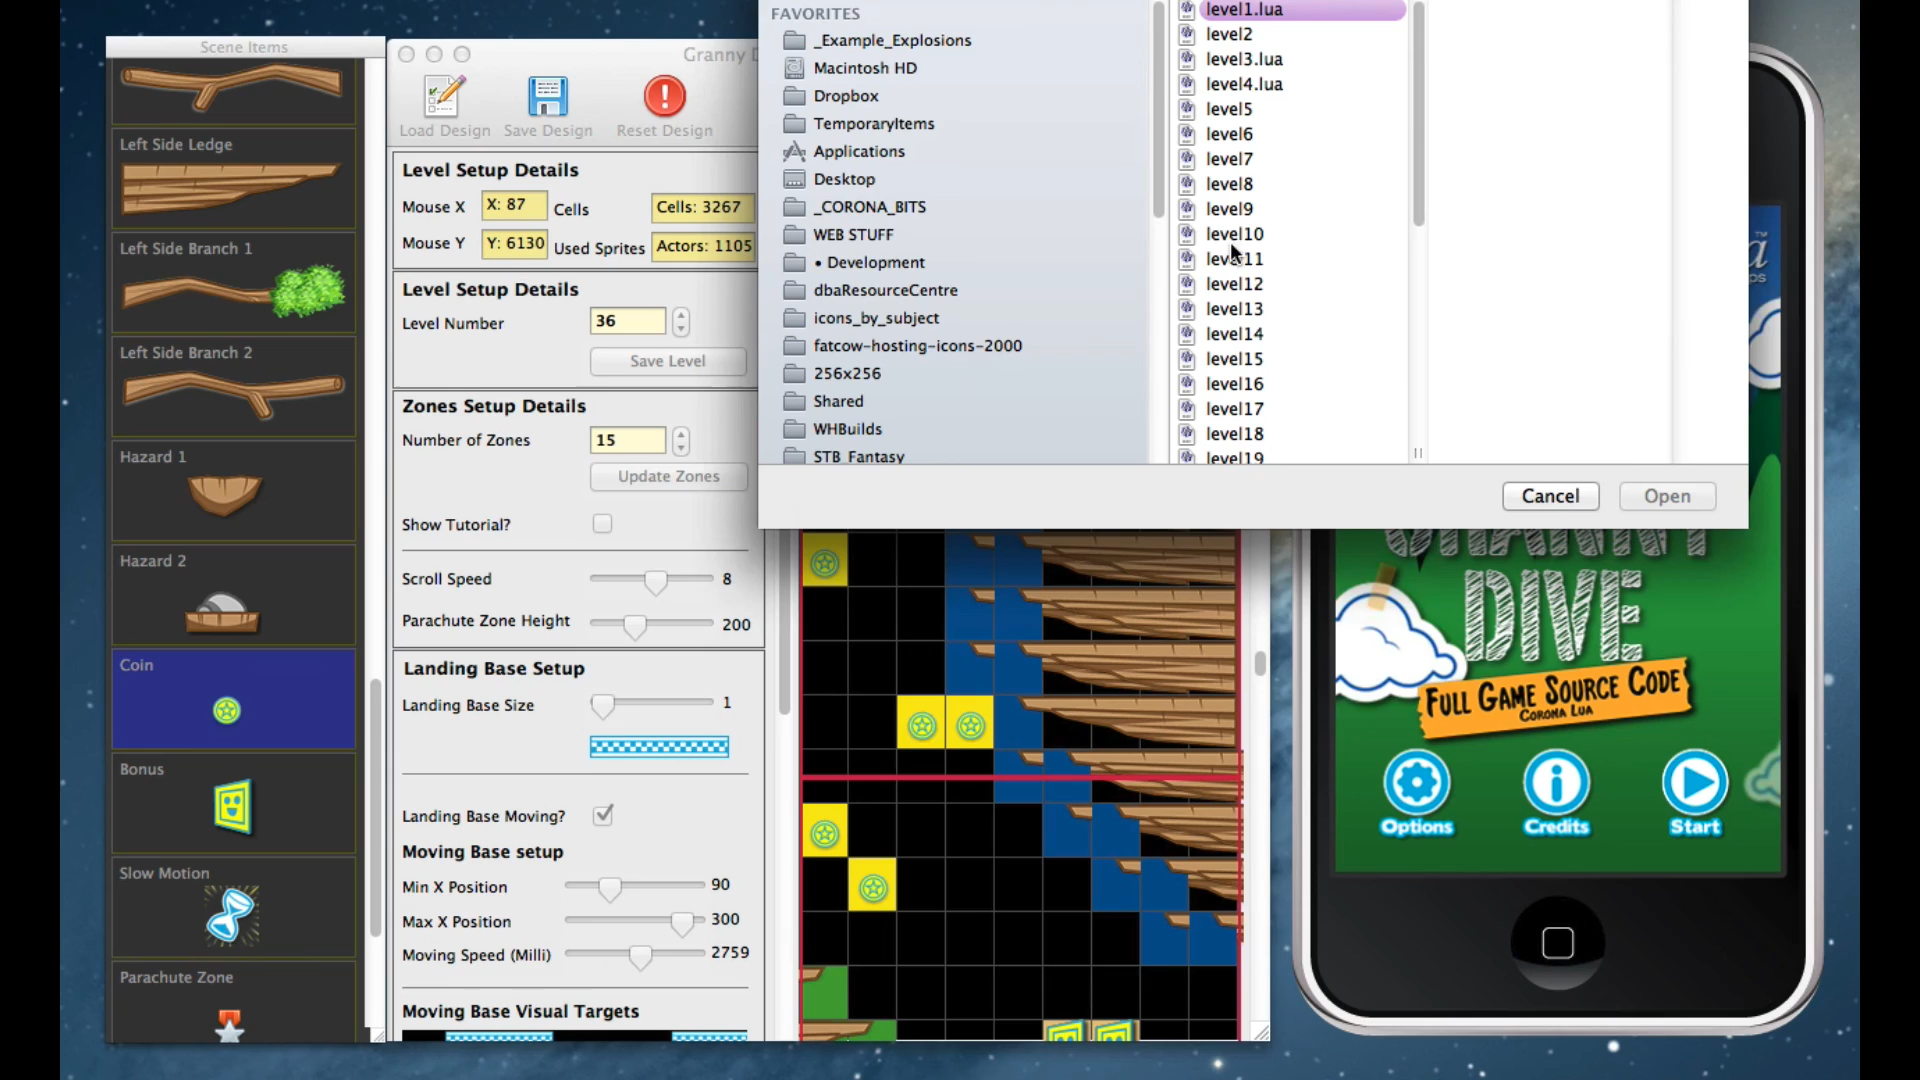 Scene Items
Left Side Ledge
Left Side Branch 1
Left Side Branch 2
Hazard 1
Hazard 2
Coin
Bonus
Slow Motion
Parachute Zone
Granny D
Load Design
Save Design
Reset Design
Level Setup Details
Mouse X
X: 87
Cells
Cells: 3267
Mouse Y
Y: 6130
Used Sprites
Actors: 1105
Level Setup Details
Level Number
36
Save Level
Zones Setup Details
Number of Zones
15
Update Zones
Show Tutorial?
Scroll Speed
8
Parachute Zone Height
200
Landing Base Setup
Landing Base Size
1
Landing Base Moving?
Moving Base setup
Min X Position
90
Max X Position
300
Moving Speed (Milli)
2759
Moving Base Visual Targets
FAVORITES
_Example_Explosions
Macintosh HD
Dropbox
TemporaryItems
Applications
Desktop
_CORONA_BITS
WEB STUFF
• Development
dbaResourceCentre
icons_by_subject
fatcow-hosting-icons-2000
256x256
Shared
WHBuilds
STB Fantasy
level1.lua
level2
level3.lua
level4.lua
level5
level6
level7
level8
level9
level10
level11
level12
level13
level14
level15
level16
level17
level18
level19
Cancel
Open
DIVE
FULL GAME SOURCE CODE
CORONA LUA
Options
Credits
Start